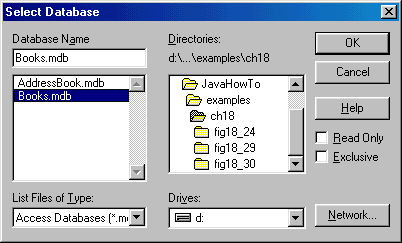 Select Database
Database Name
Books.mdb
AddressBook.mdb
Books.mdb
List Files of Type:
Access Databases (*.m
Directories:
d:\...\examples\ch18
JavaHowTo
examples
ch18
fig18_24
fig18_29
fig18_30
Drives:
d:
OK
Cancel
Help
Read Only
Exclusive
Network...